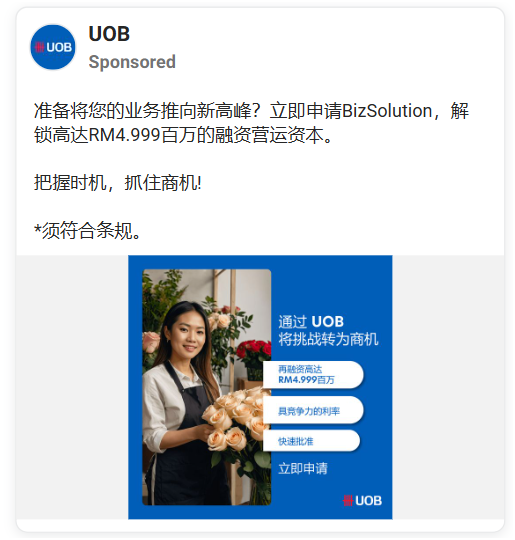 UOB
UOB
Sponsored
准备将您的业务推向新高峰？立即申请BizSolution，解
锁高达RM4.999百万的融资营运资本。
把握时机，抓住商机!
*须符合条规。
通过 UOB
将挑战转为商机
再融资高达
RM4.999百万
具竞争力的利率
快速批准
立即申请
UOB